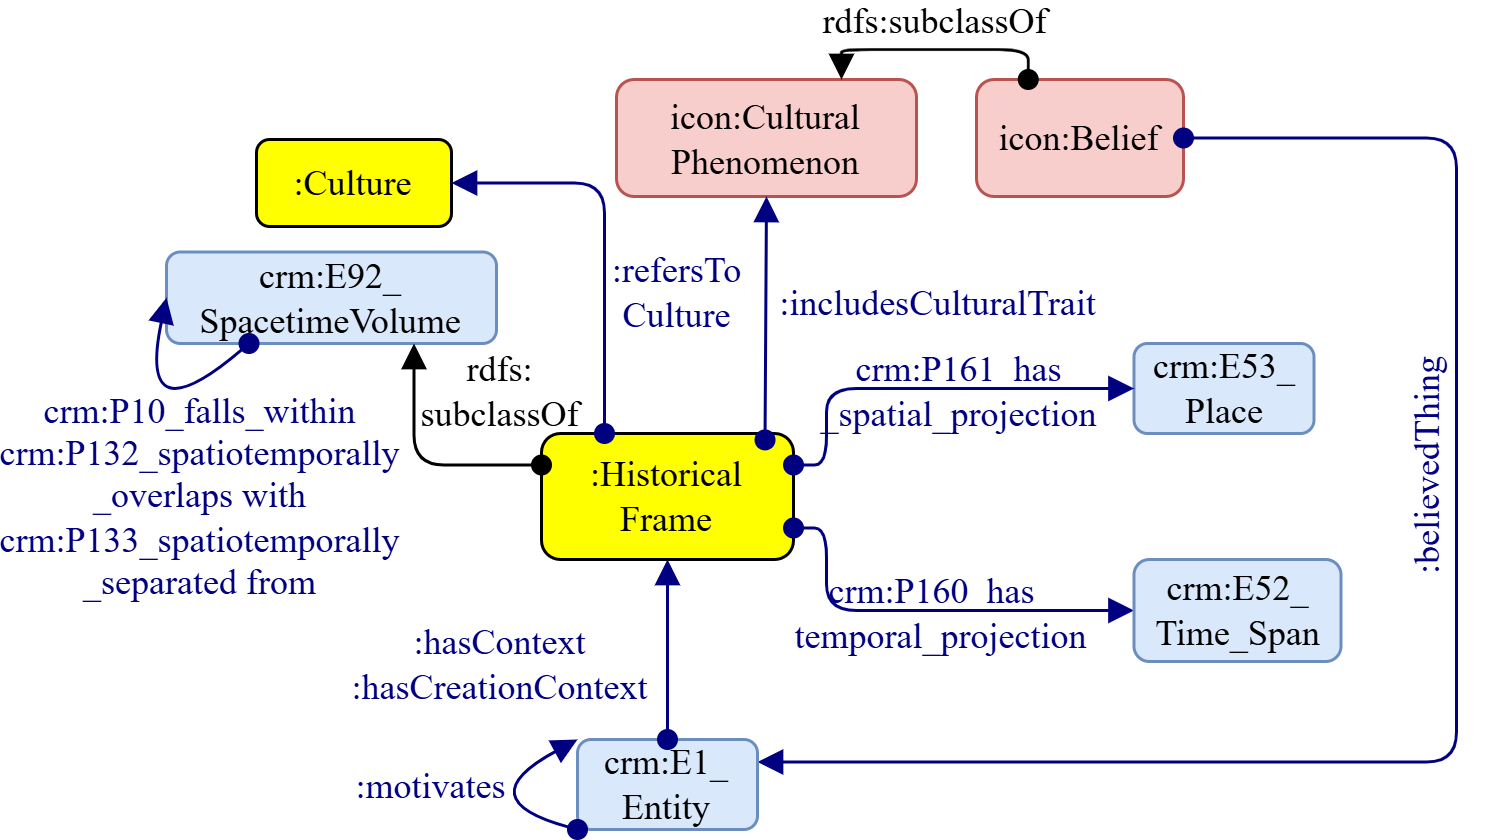 rdfs:subclassOf
icon:Cultural
Phenomenon
icon:Belief
:Culture
crm:E92_
SpacetimeVolume
:refersTo
Culture
:includesCulturalTrait
rdfs:
subclassOf
crm:P10_falls_within
crm:P132_spatiotemporally
_overlaps with
crm:P133_spatiotemporally
_separated from
crm:P161_has
_spatial_projection
crm:E53_
Place
:believedThing
:Historical
Frame
crm:P160_has
temporal_projection
crm:E52_
Time_Span
:hasContext
:hasCreationContext
:motivates
crm:E1_
Entity